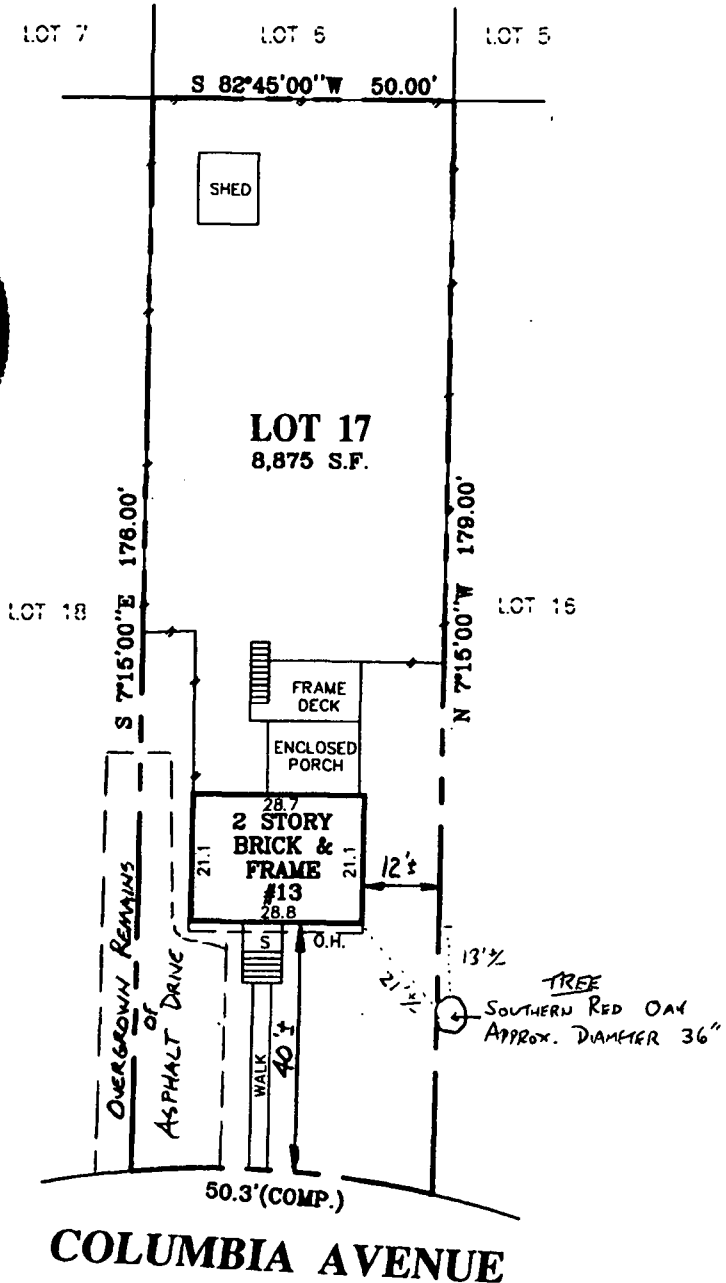 LOT 7
LOT 6
LOT 5
S 82°45'00"W 50.00'
SHED
LOT 17
8,875 S.F.
S 7°15'00"E 176.00'
N 7°15'00"W 179.00'
LOT 18
LOT 16
FRAME
DECK
ENCLOSED
PORCH
28.7
2 STORY
BRICK &
FRAME
#13
28.8
21.1
21.1
12'±
S
O.H.
13'±
21'±
TREE
SOUTHERN RED OAK
APPROX. DIAMETER 36"
OVERGROWN REMAINS
OF
ASPHALT DRIVE
WALK
40'±
50.3'(COMP.)
COLUMBIA AVENUE